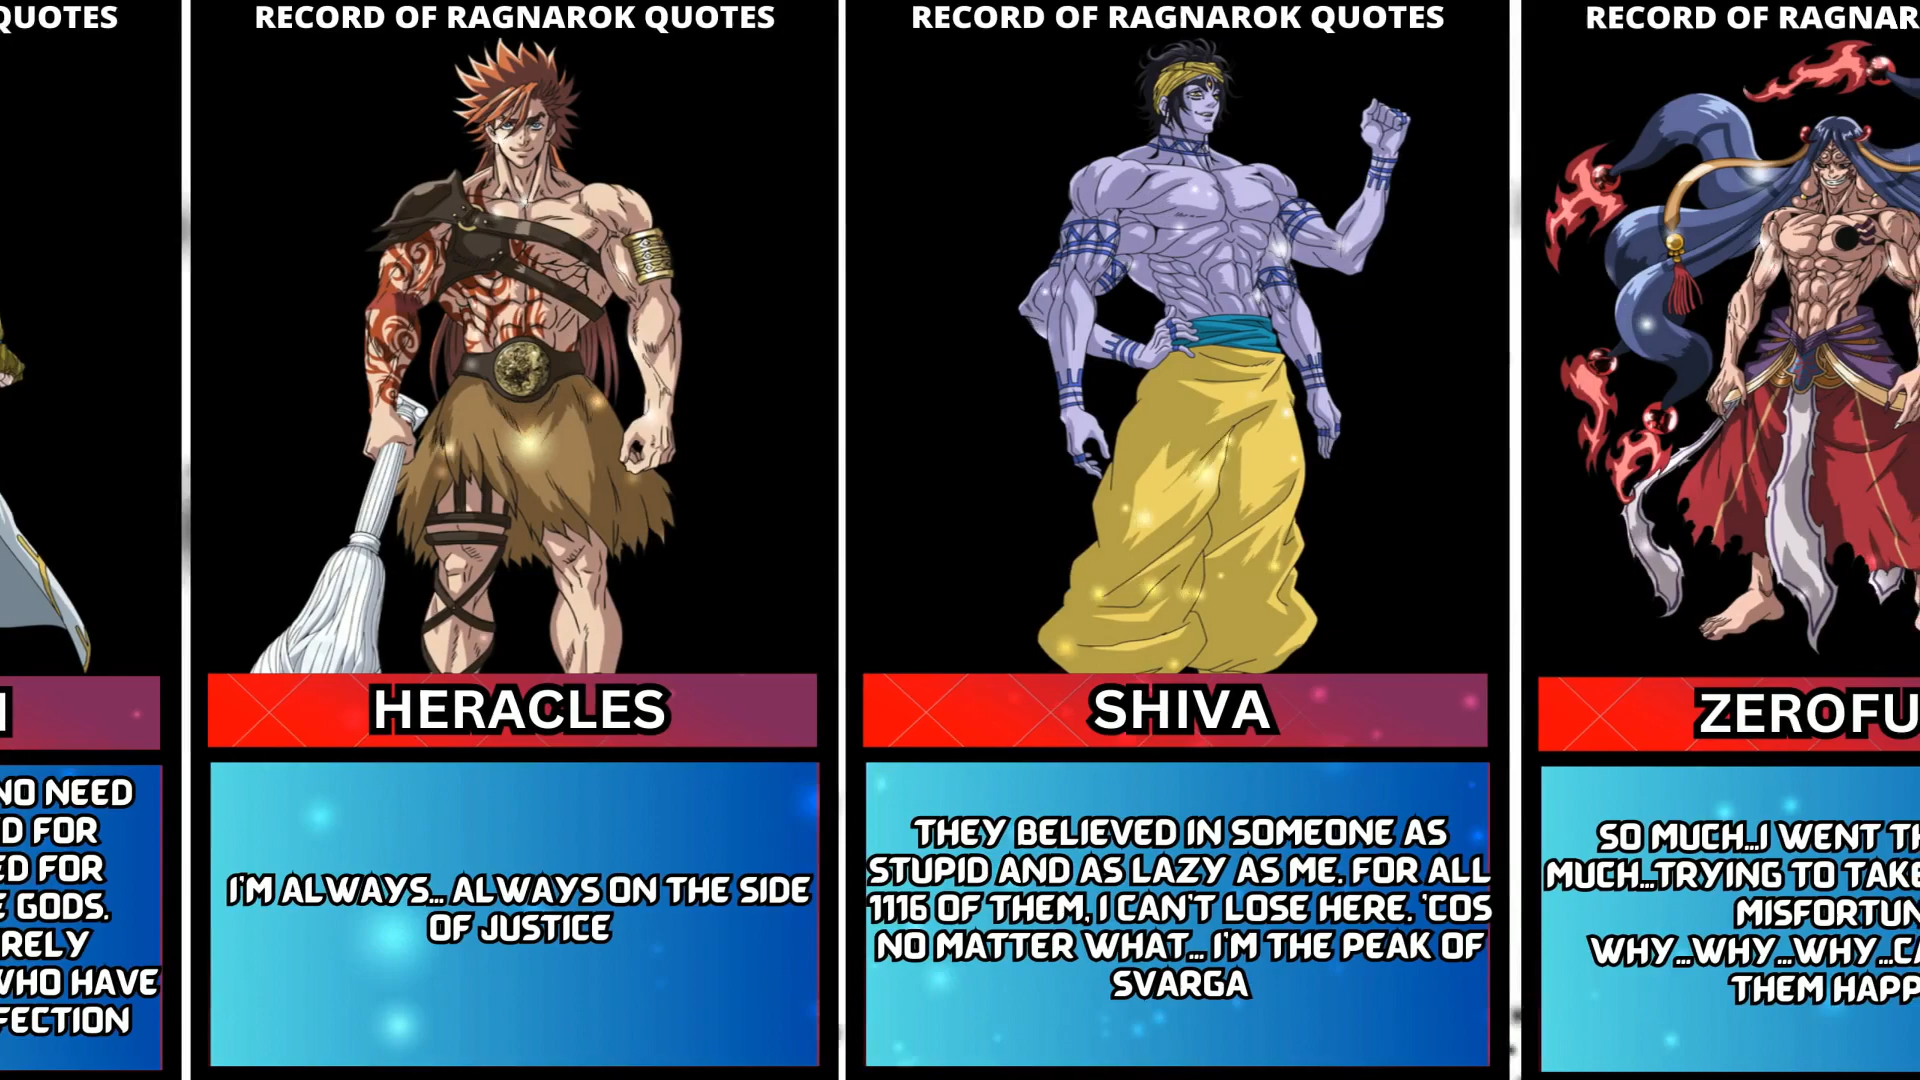 QUOTES
NO NEED
FOR
FOR
GODS.
WHO HAVE
RECORD OF RAGNAROK QUOTES
HERACLES
I'M ALWAYS... ALWAYS ON THE SIDE
OF JUSTICE
RECORD OF RAGNAROK QUOTES
SHIVA
THEY BELIEVED IN SOMEONE AS
STUPID AND AS LAZY AS ME. FOR ALL
1116 OF THEM, I CAN'T LOSE HERE. 'COS
NO MATTER WHAT... I'M THE PEAK OF
SVARGA
RECORD OF RAGNAR
ZEROFU
SO MUCH...I WENT TH
MUCH...TRYING TO TAKE
MISFORTUN
WHY...WHY...WHY...CA
THEM HAPP